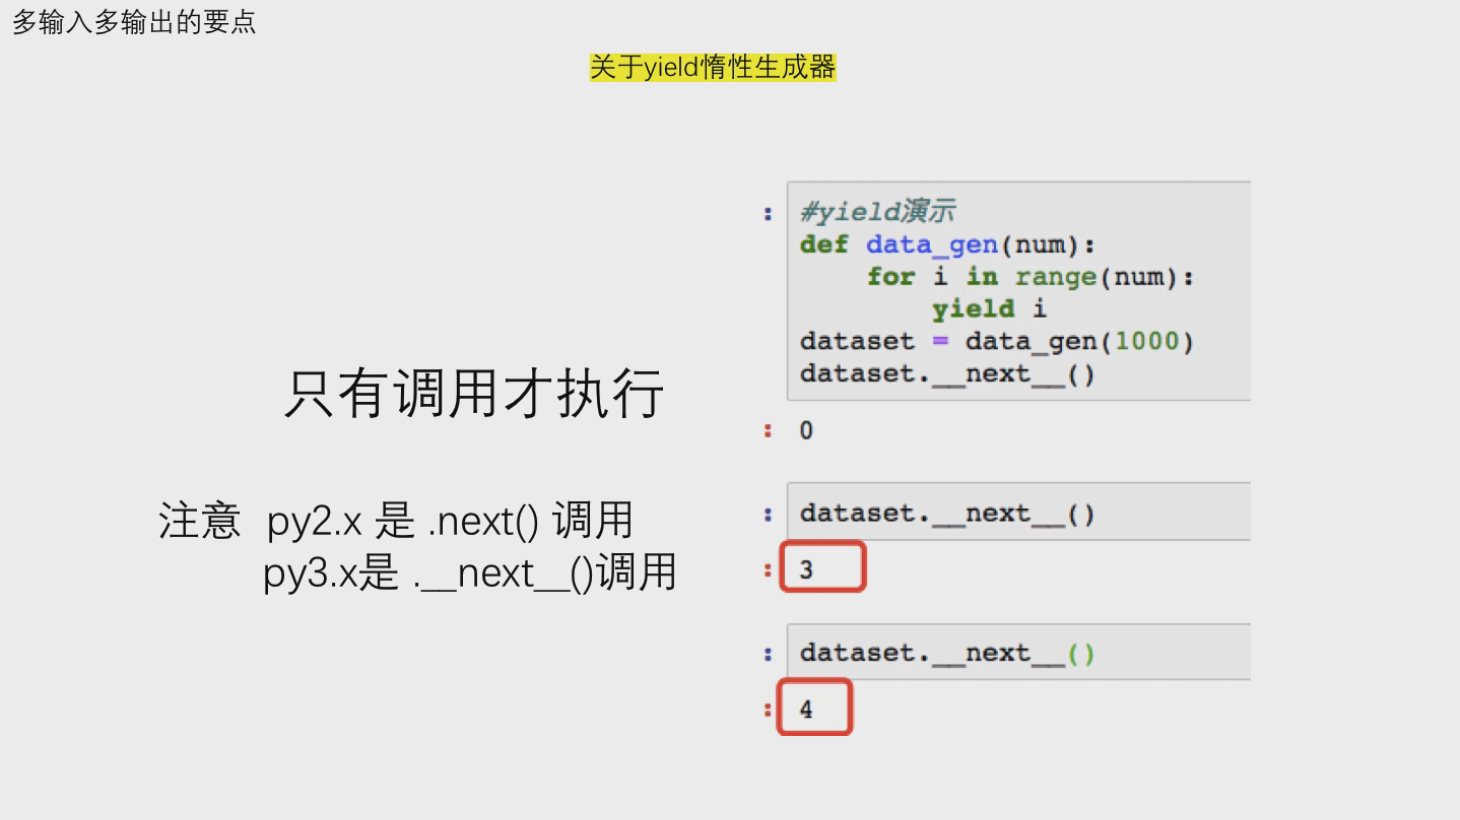 多输入多输出的要点
关于yield惰性生成器
只有调用才执行
注意 py2.x 是 .next() 调用
py3.x是 .__next__()调用
: #yield演示
def data_gen(num):
    for i in range(num):
        yield i
dataset = data_gen(1000)
dataset.__next__()
: 0
: dataset.__next__()
: 3
: dataset.__next__()
: 4